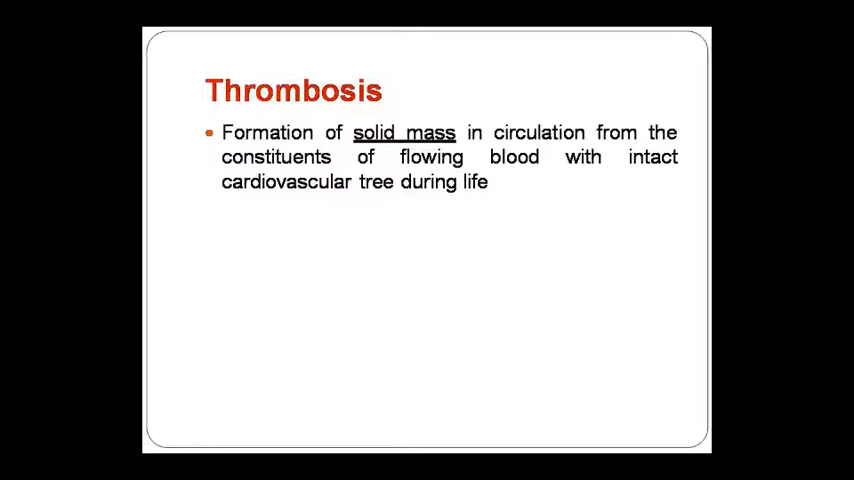 Thrombosis
• Formation of solid mass in circulation from the
constituents of flowing blood with intact
cardiovascular tree during life